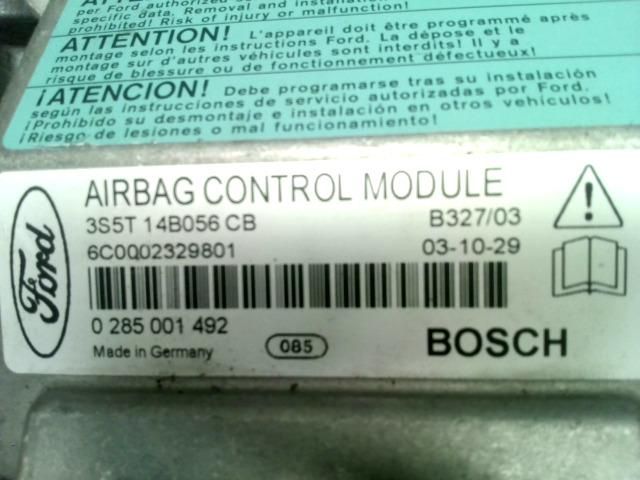 per Ford authorized
specific data. Removal and installation
prohibited! Risk of injury or malfunction!
ATTENTION! L'appareil doit être programmé après
montage selon les instructions Ford. La dépose et le
montage sur d'autres véhicules sont interdits! Il y a
risque de blessure ou de fonctionnement défectueux!
¡ATENCION! Debe programarse tras su instalación
según las instrucciones de servicio autorizadas por Ford.
¡Prohibido su desmontaje e instalación en otros vehículos!
¡Riesgo de lesiones o mal funcionamiento!
Ford
AIRBAG CONTROL MODULE
3S5T 14B056 CB B327/03
6C0002329801 03-10-29
0 285 001 492
Made in Germany 085 BOSCH